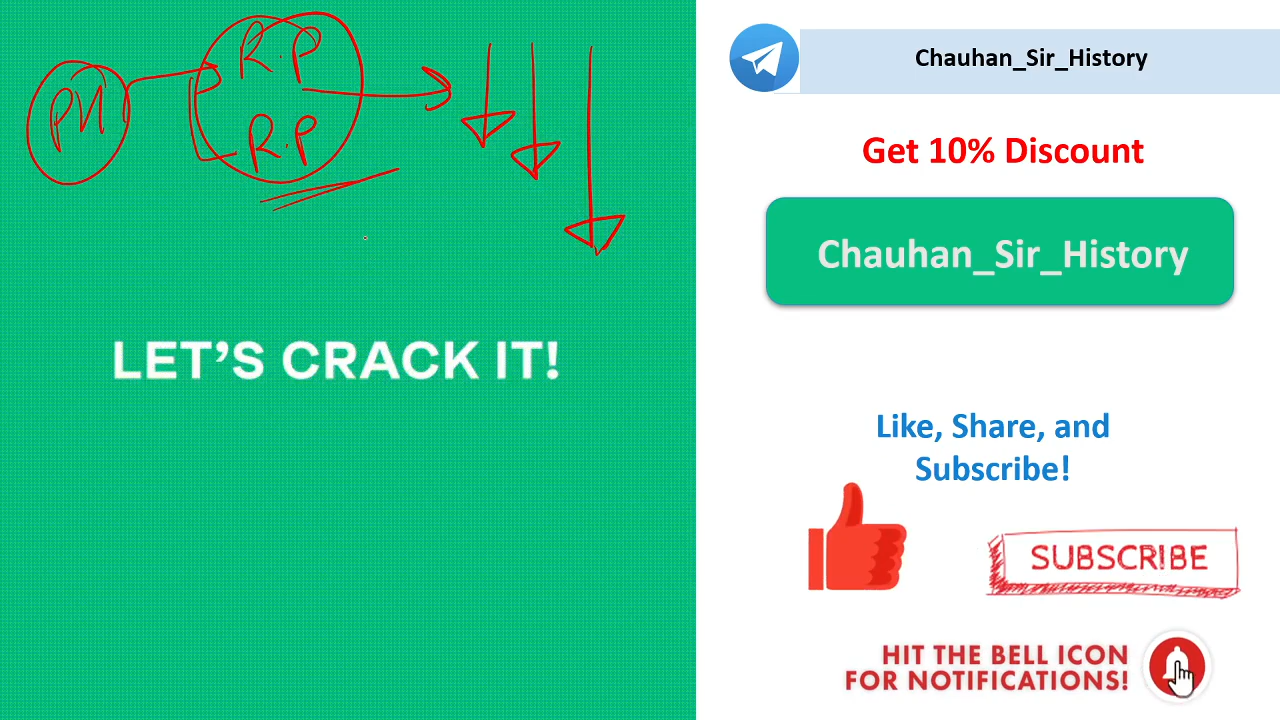 R.P
PM
R.P
LET'S CRACK IT!
Chauhan_Sir_History
Get 10% Discount
Chauhan_Sir_History
Like, Share, and
Subscribe!
SUBSCRIBE
HIT THE BELL ICON
FOR NOTIFICATIONS!